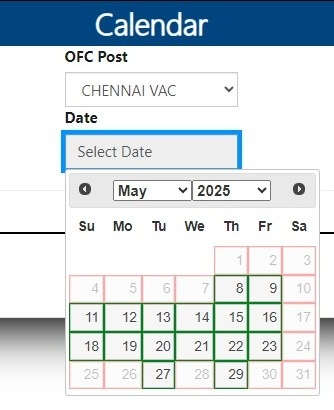 Calendar
OFC Post
CHENNAI VAC
Date
Select Date
May 2025
Su Mo Tu We Th Fr Sa
1 2 3
4 5 6 7 8 9 10
11 12 13 14 15 16 17
18 19 20 21 22 23 24
25 26 27 28 29 30 31